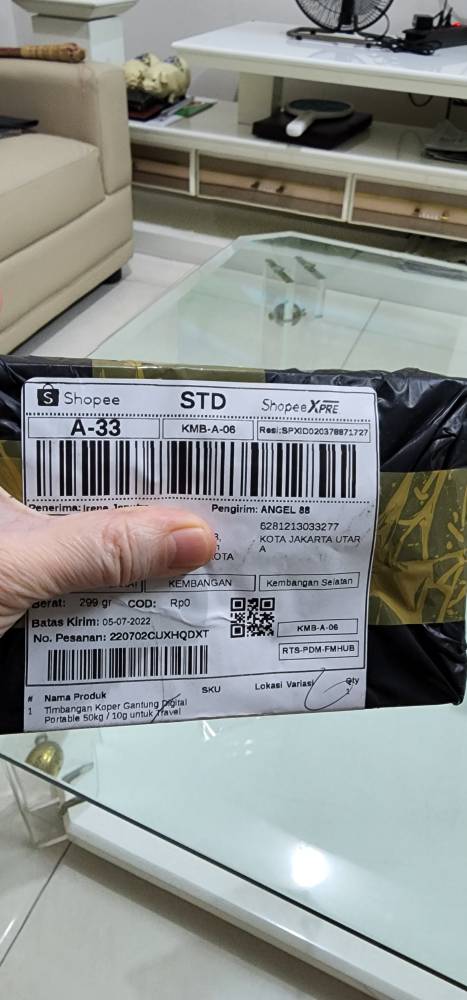 Shopee
STD
ShopeeXPRE
A-33
KMB-A-06
Resi:SPXID020378871727
Penerima: Irene
Pengirim: ANGEL 88
6281213033277
KOTA JAKARTA UTAR
A
KEMBANGAN
Kembangan Selatan
Berat: 299 gr COD: Rp0
Batas Kirim: 05-07-2022
No. Pesanan: 220702CUXHQDXT
KMB-A-06
RTS-PDM-FMHUB
# Nama Produk SKU Lokasi Variasi Qty
1 Timbangan Koper Gantung Digital 1
Portable 50kg / 10g untuk Travel